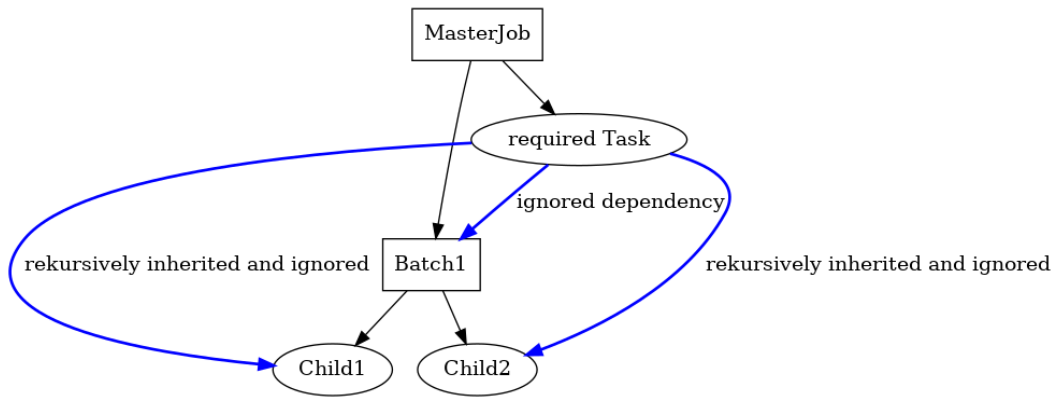 MasterJob
required Task
ignored dependency
Batch1
rekursively inherited and ignored
rekursively inherited and ignored
Child1
Child2